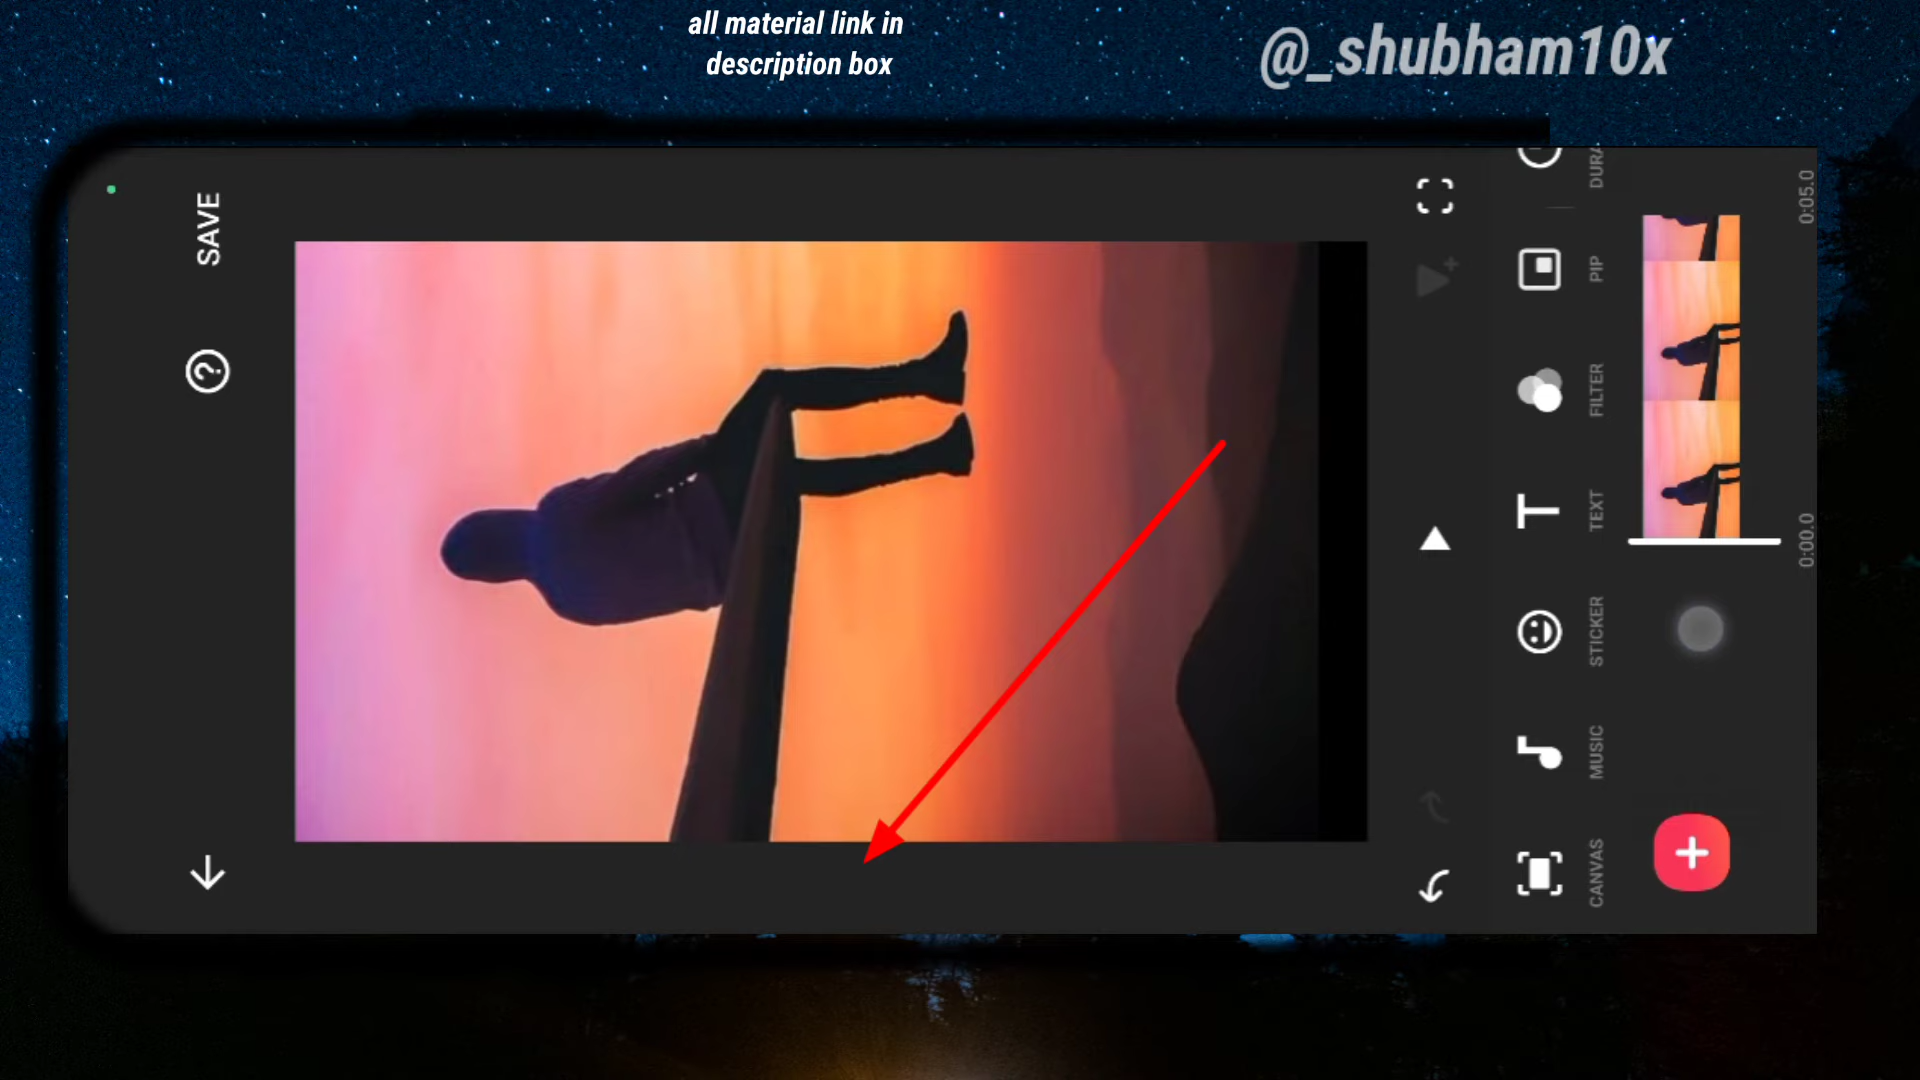 all material link in
description box
@_shubham10x
SAVE
DURA
PIP
FILTER
TEXT
STICKER
MUSIC
CANVAS
0:05.0
0:00.0